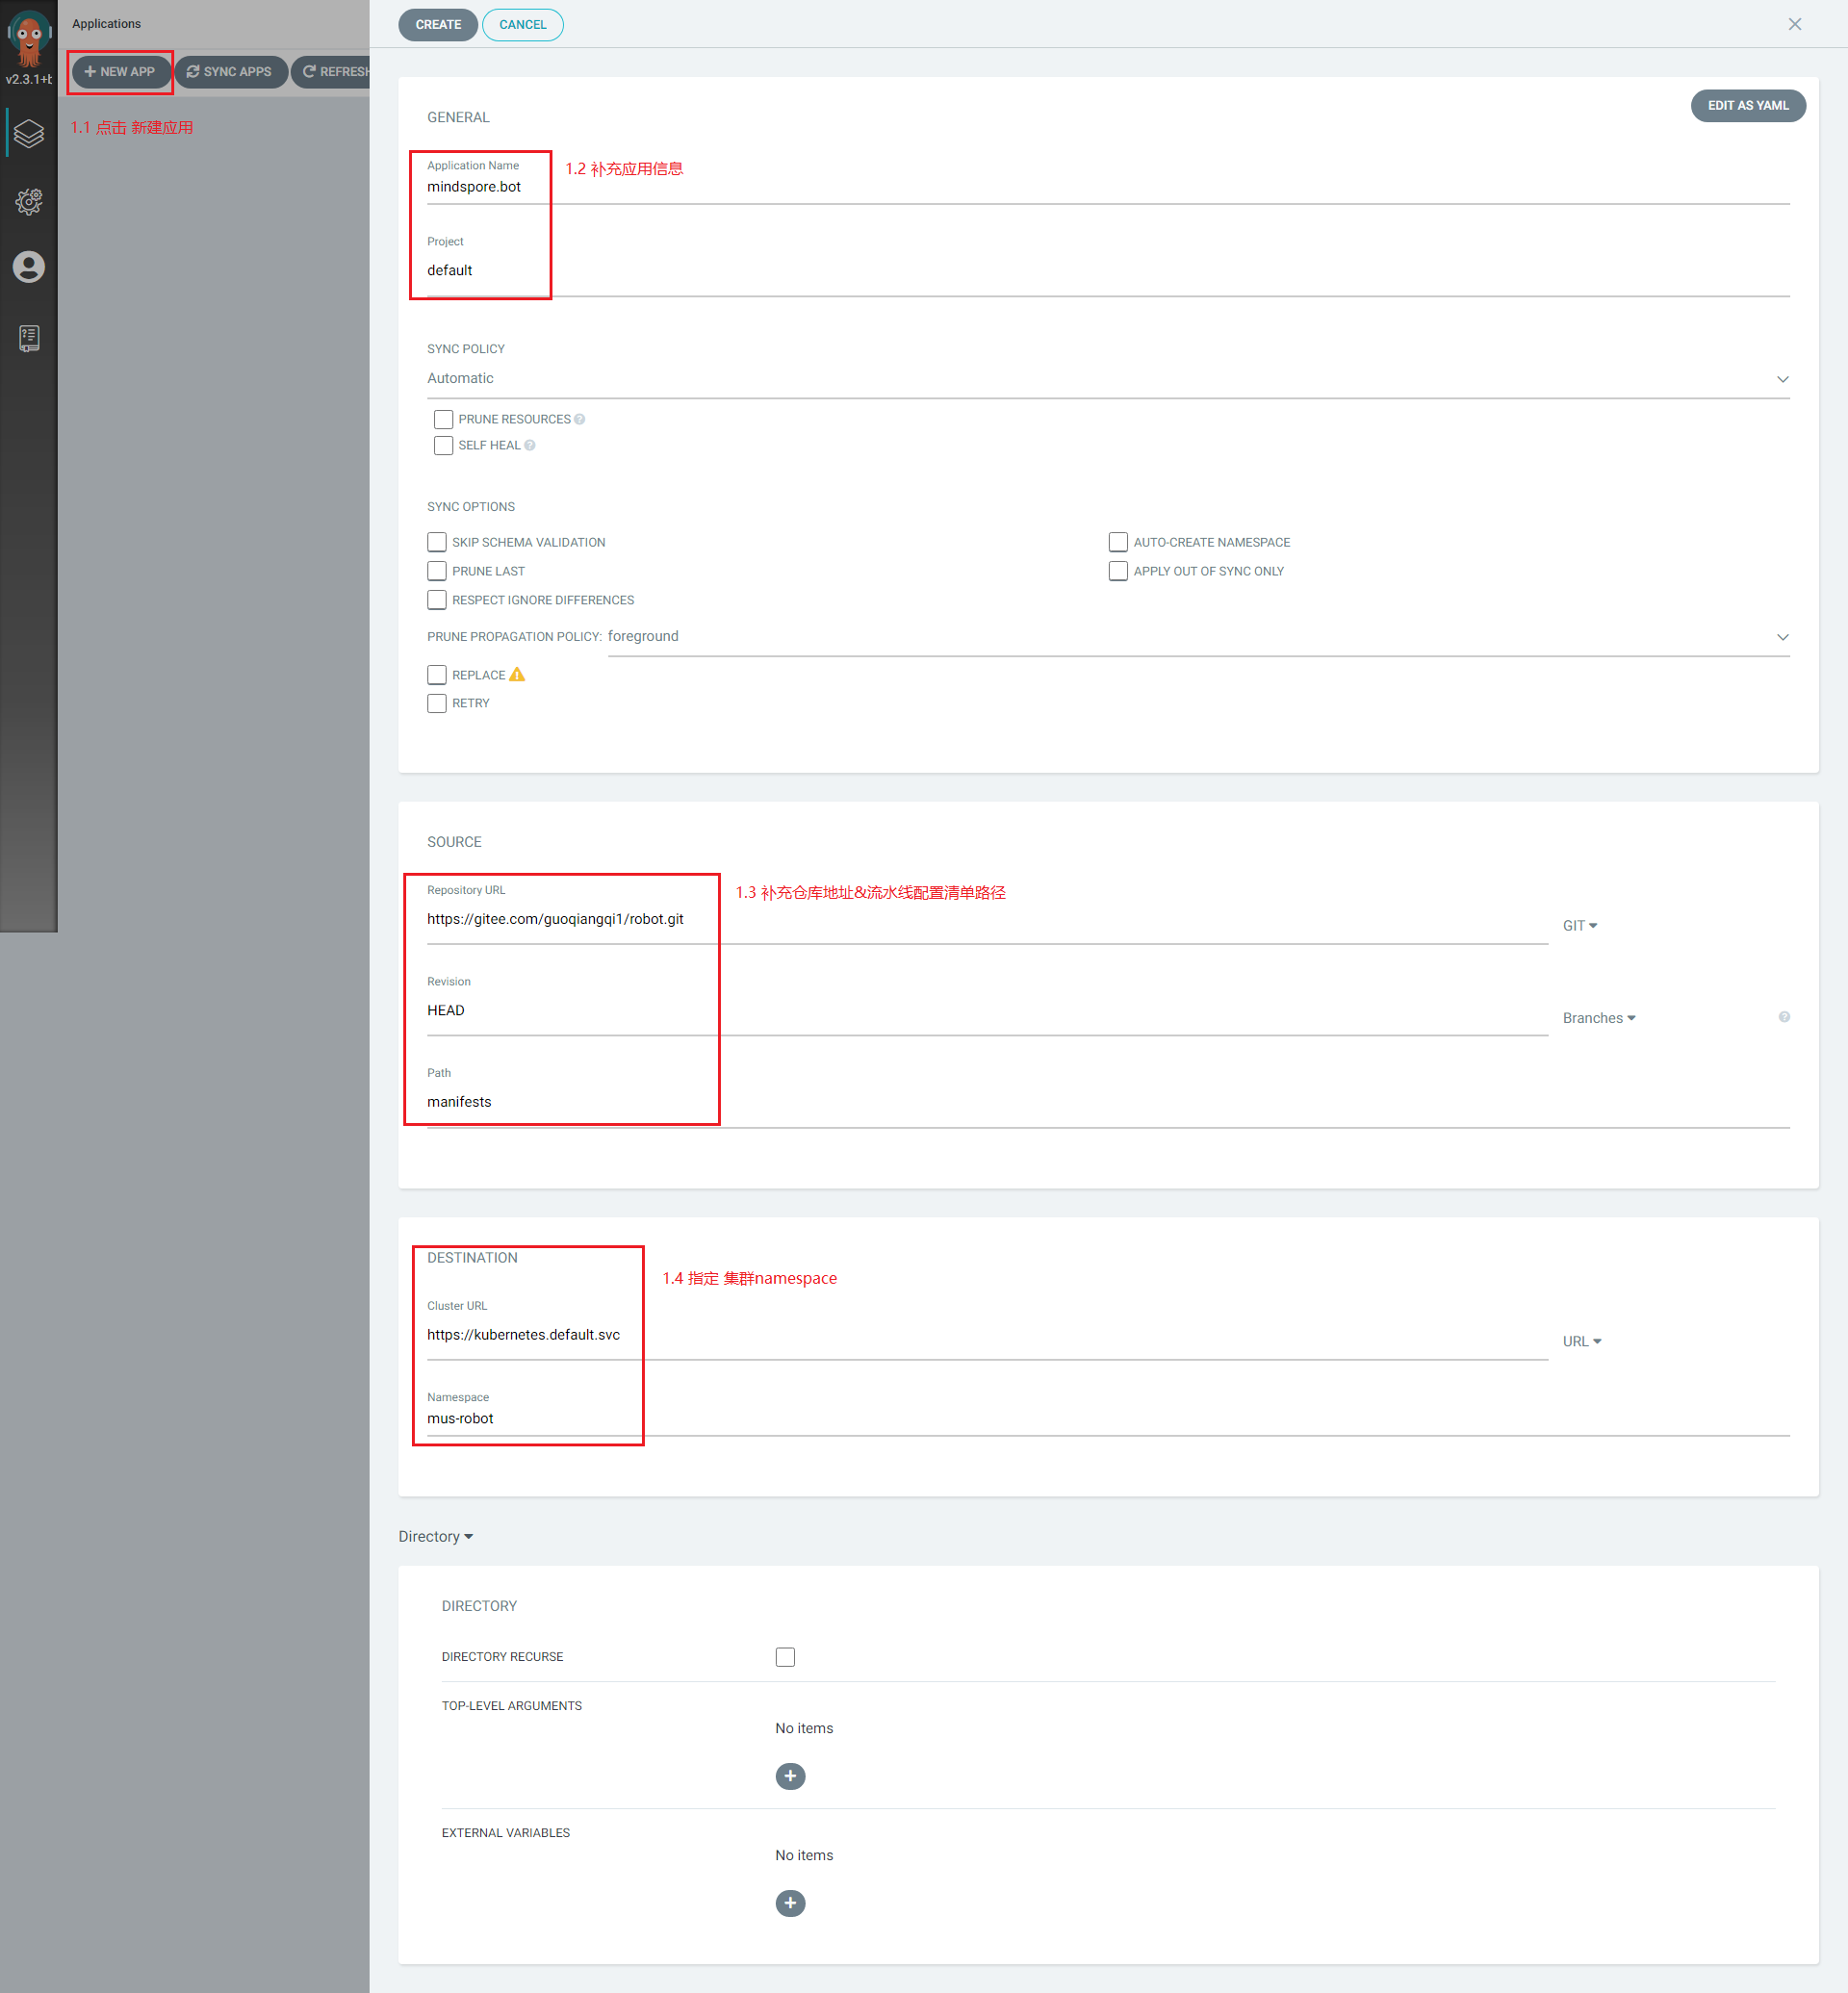 Applications
v2.3.1+b
NEW APP
SYNC APPS
REFRESH
1.1 点击 新建应用
CREATE
CANCEL
GENERAL
EDIT AS YAML
Application Name
1.2 补充应用信息
mindspore.bot
Project
default
SYNC POLICY
Automatic
PRUNE RESOURCES
SELF HEAL
SYNC OPTIONS
SKIP SCHEMA VALIDATION
AUTO-CREATE NAMESPACE
PRUNE LAST
APPLY OUT OF SYNC ONLY
RESPECT IGNORE DIFFERENCES
PRUNE PROPAGATION POLICY: foreground
REPLACE
RETRY
SOURCE
Repository URL
1.3 补充仓库地址&流水线配置清单路径
https://gitee.com/guoqiangqi1/robot.git
GIT
Revision
HEAD
Branches
Path
manifests
DESTINATION
1.4 指定 集群namespace
Cluster URL
https://kubernetes.default.svc
URL
Namespace
mus-robot
Directory
DIRECTORY
DIRECTORY RECURSE
TOP-LEVEL ARGUMENTS
No items
EXTERNAL VARIABLES
No items